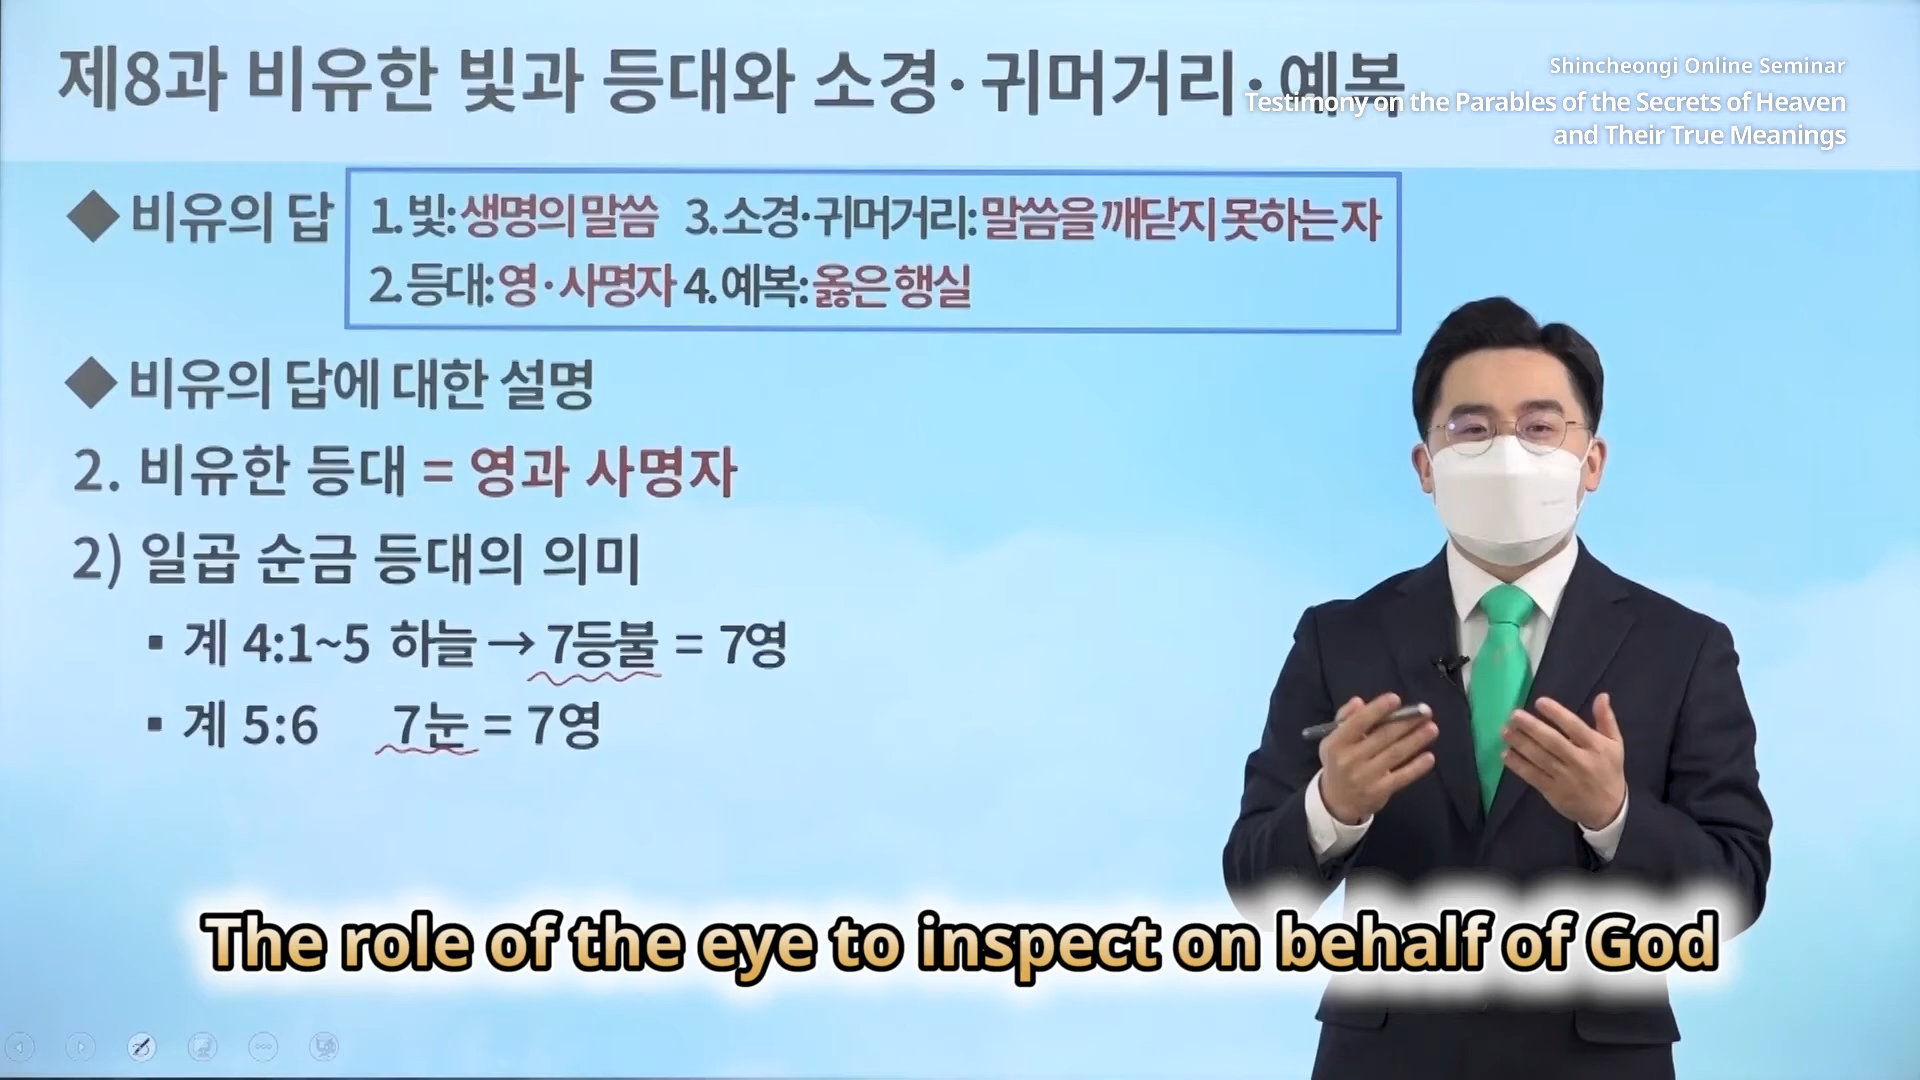 제8과 비유한 빛과 등대와 소경·귀머거리·예복
Shincheongi Online Seminar
Testimony on the Parables of the Secrets of Heaven
and Their True Meanings
◆ 비유의 답
1. 빛: 생명의 말씀 3. 소경·귀머거리: 말씀을 깨닫지 못하는 자
2. 등대: 영·사명자 4. 예복: 옳은 행실
◆ 비유의 답에 대한 설명
2. 비유한 등대 = 영과 사명자
2) 일곱 순금 등대의 의미
▪ 계 4:1~5 하늘 → 7등불 = 7영
▪ 계 5:6 7눈 = 7영
The role of the eye to inspect on behalf of God